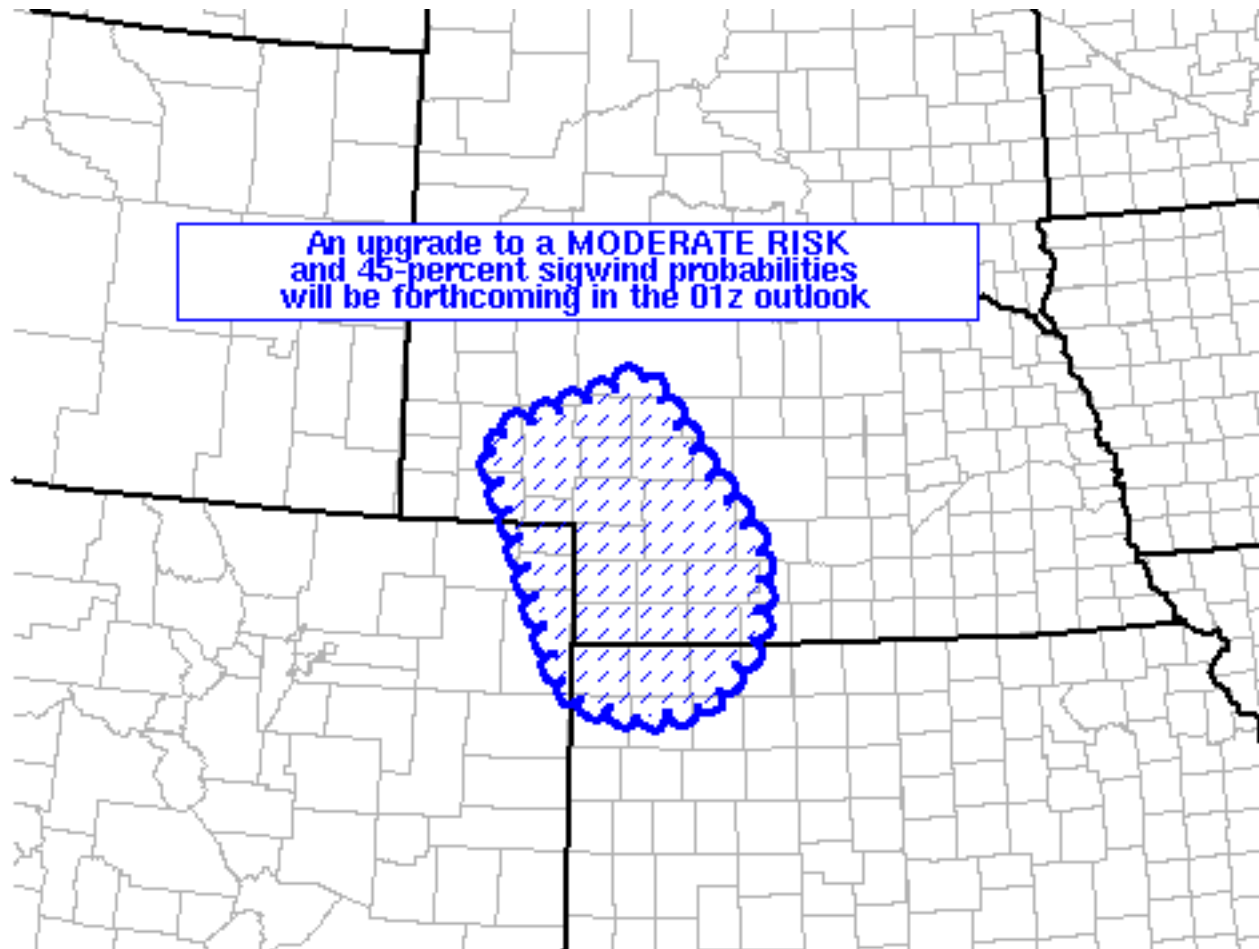 An upgrade to a MODERATE RISK
and 45-percent sigwind probabilities
will be forthcoming in the 01z outlook